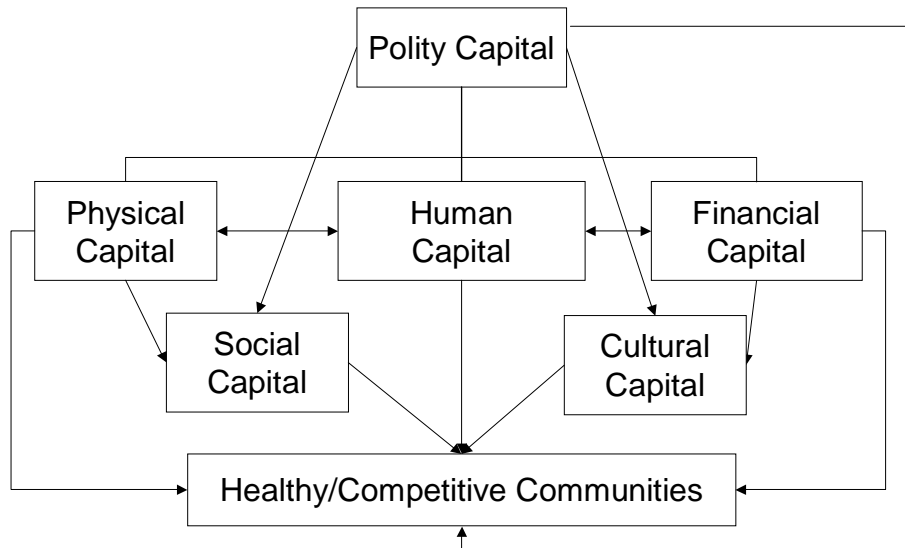 Polity Capital
Physical
Capital
Human
Capital
Financial
Capital
Social
Capital
Cultural
Capital
Healthy/Competitive Communities